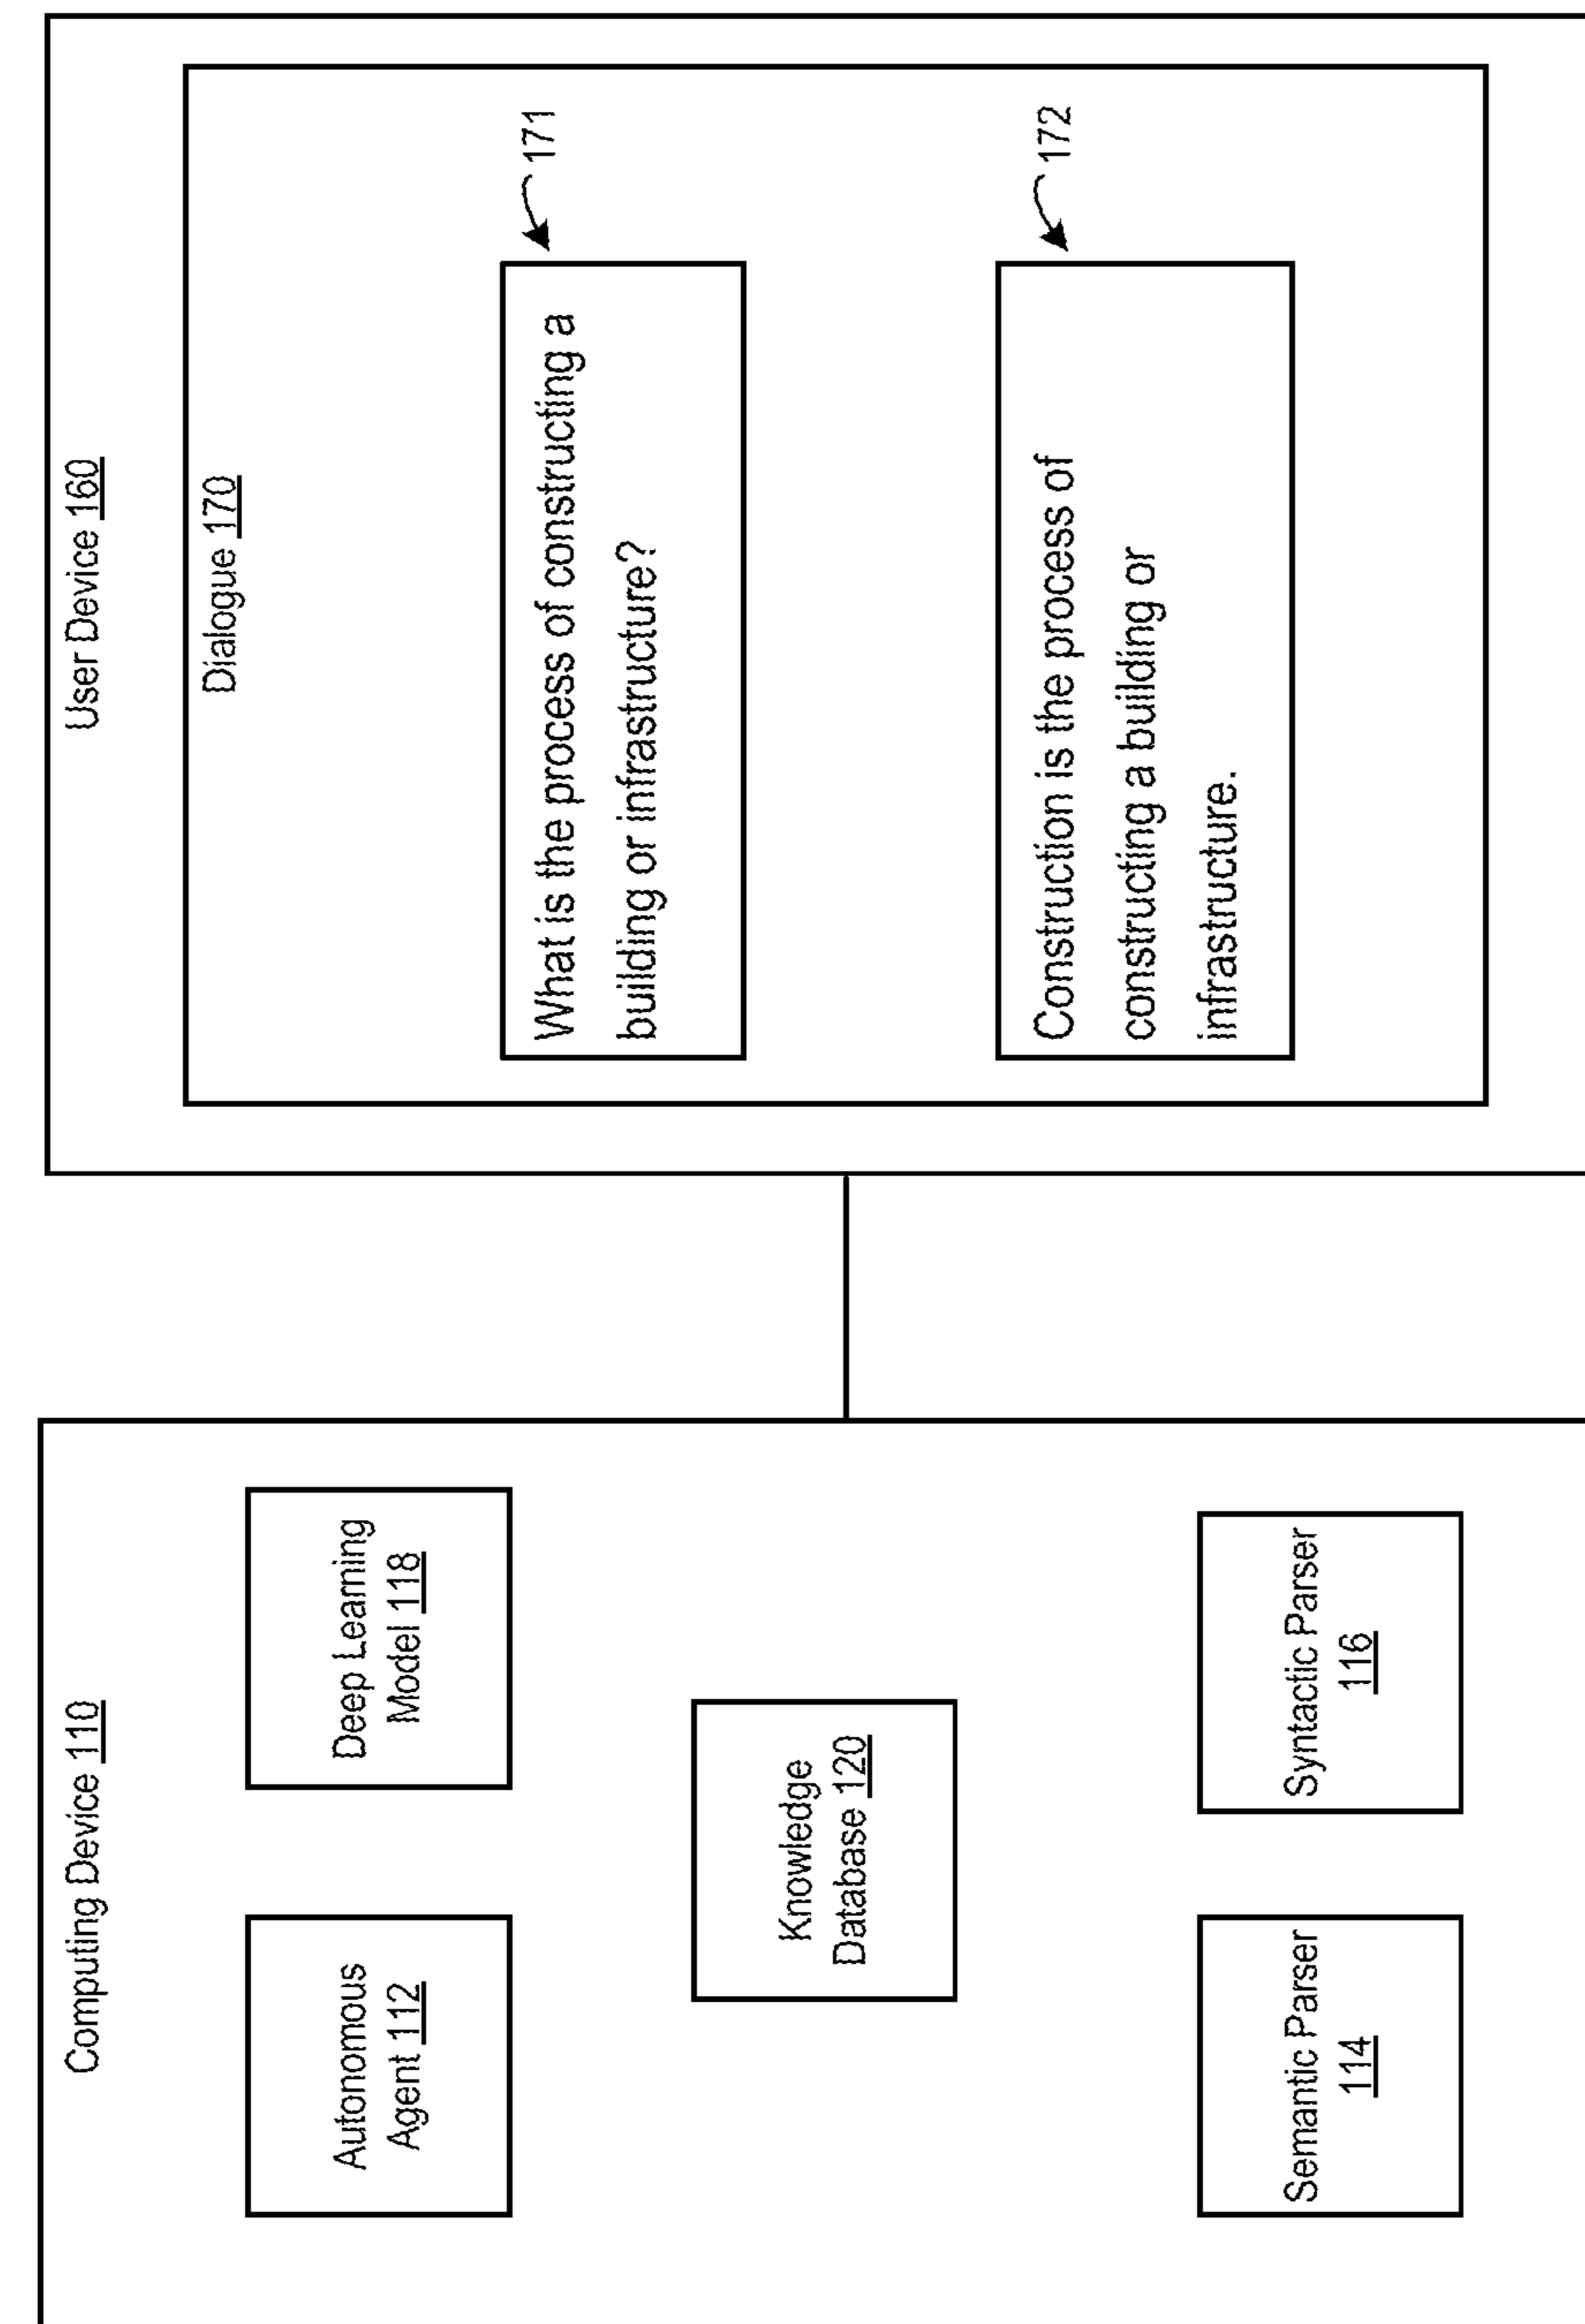 Computing Device 110
Autonomous
Agent 112
Deep Learning
Model 118
Knowledge
Database 120
Semantic Parser
114
Syntactic Parser
116
User Device 160
Dialogue 170
171
What is the process of constructing a
building or infrastructure?
172
Construction is the process of
constructing a building or
infrastructure.